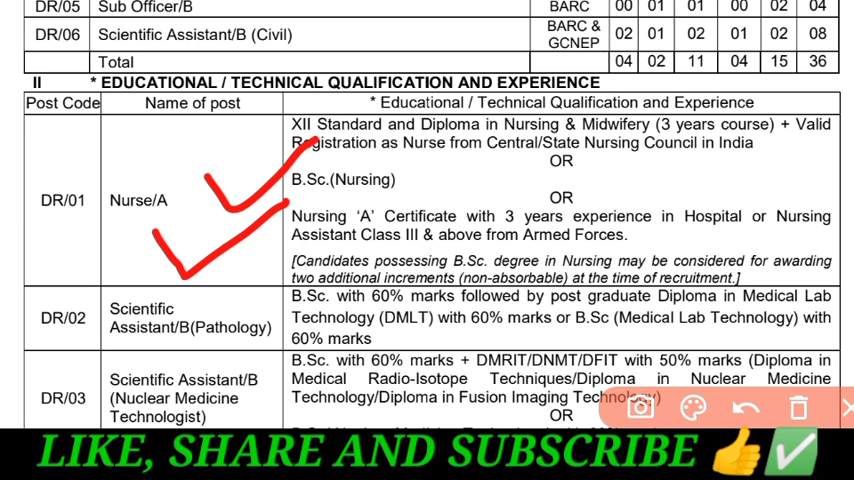 DR/05 Sub Officer/B BARC 00 01 01 00 02 04
DR/06 Scientific Assistant/B (Civil) BARC & GCNEP 02 01 02 01 02 08
Total 04 02 11 04 15 36
II * EDUCATIONAL / TECHNICAL QUALIFICATION AND EXPERIENCE
Post Code Name of post * Educational / Technical Qualification and Experience
DR/01 Nurse/A
XII Standard and Diploma in Nursing & Midwifery (3 years course) + Valid
Registration as Nurse from Central/State Nursing Council in India
OR
B.Sc.(Nursing)
OR
Nursing 'A' Certificate with 3 years experience in Hospital or Nursing
Assistant Class III & above from Armed Forces.
[Candidates possessing B.Sc. degree in Nursing may be considered for awarding
two additional increments (non-absorbable) at the time of recruitment.]
DR/02 Scientific
Assistant/B(Pathology)
B.Sc. with 60% marks followed by post graduate Diploma in Medical Lab
Technology (DMLT) with 60% marks or B.Sc (Medical Lab Technology) with
60% marks
DR/03 Scientific Assistant/B
(Nuclear Medicine
Technologist)
B.Sc. with 60% marks + DMRIT/DNMT/DFIT with 50% marks (Diploma in
Medical Radio-Isotope Techniques/Diploma in Nuclear Medicine
Technology/Diploma in Fusion Imaging Technology)
OR
LIKE, SHARE AND SUBSCRIBE